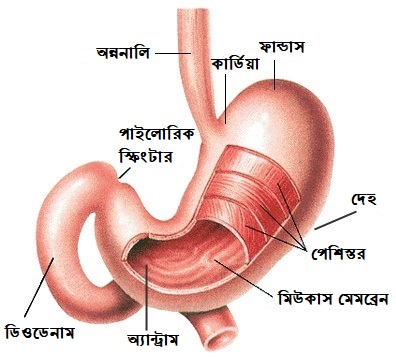 অন্ননালি
ফান্ডাস
কার্ডিয়া
পাইলোরিক
স্ফিংটার
দেহ
পেশিস্তর
মিউকাস মেমব্রেন
অ্যান্ট্রাম
ডিওডেনাম